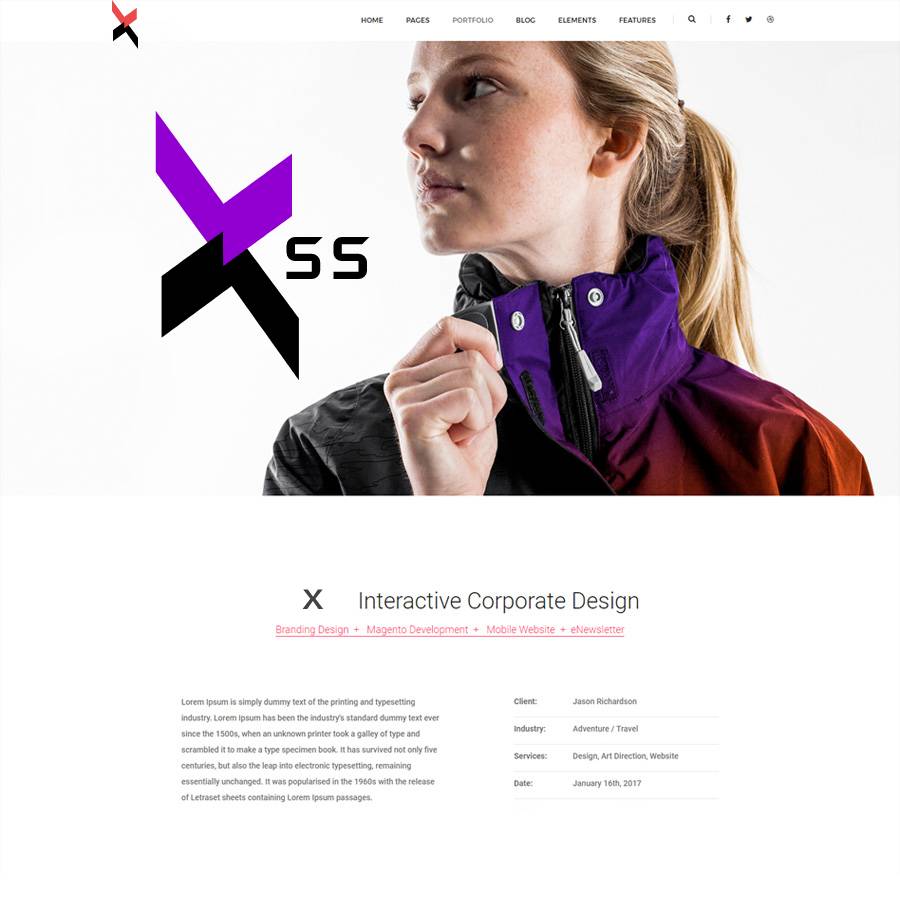 HOME PAGES PORTFOLIO BLOG ELEMENTS FEATURES
XSS
X Interactive Corporate Design
Branding Design + Magento Development + Mobile Website + eNewsletter
Lorem Ipsum is simply dummy text of the printing and typesetting
industry. Lorem Ipsum has been the industry's standard dummy text ever
since the 1500s, when an unknown printer took a galley of type and
scrambled it to make a type specimen book. It has survived not only five
centuries, but also the leap into electronic typesetting, remaining
essentially unchanged. It was popularised in the 1960s with the release
of Letraset sheets containing Lorem Ipsum passages.
Client: Jason Richardson
Industry: Adventure / Travel
Services: Design, Art Direction, Website
Date: January 16th, 2017